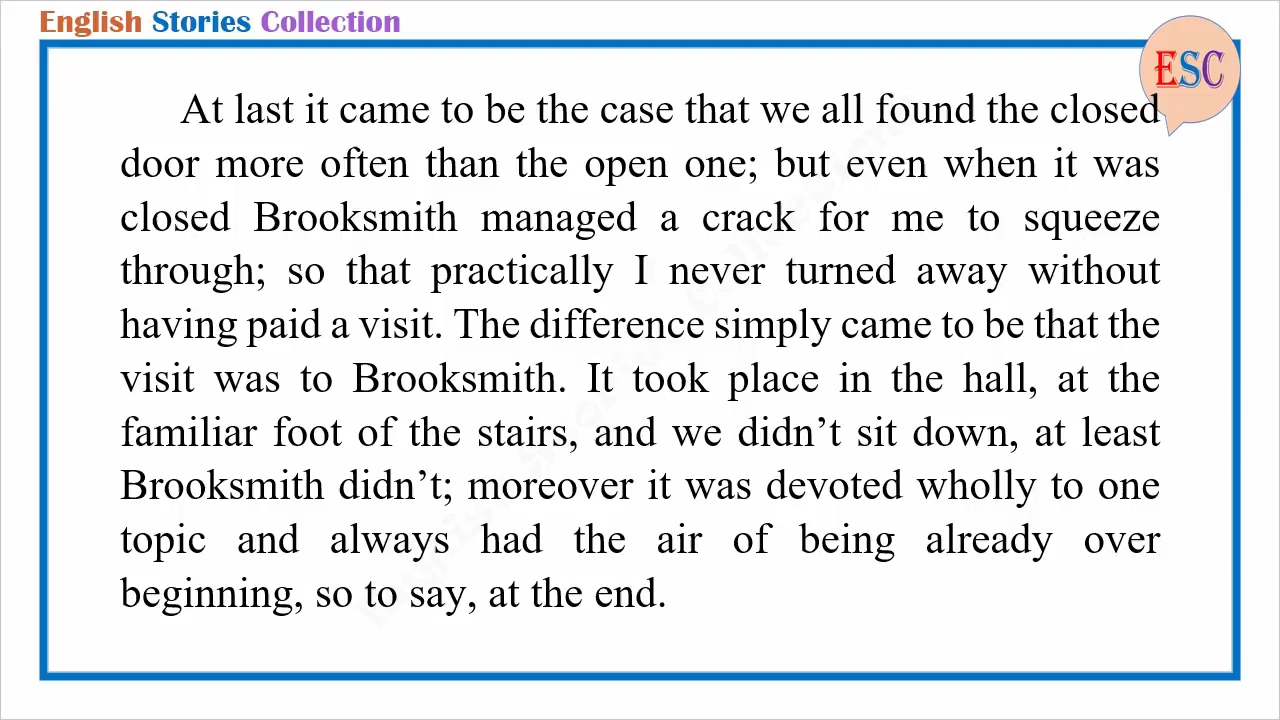 English Stories Collection
ESC
At last it came to be the case that we all found the closed
door more often than the open one; but even when it was
closed Brooksmith managed a crack for me to squeeze
through; so that practically I never turned away without
having paid a visit. The difference simply came to be that the
visit was to Brooksmith. It took place in the hall, at the
familiar foot of the stairs, and we didn’t sit down, at least
Brooksmith didn’t; moreover it was devoted wholly to one
topic and always had the air of being already over
beginning, so to say, at the end.